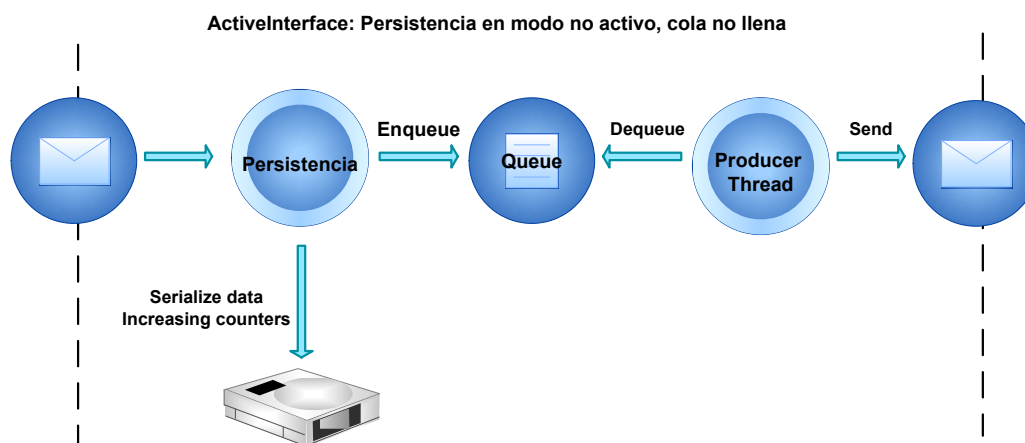 ActiveInterface: Persistencia en modo no activo, cola no llena
Enqueue
Dequeue
Send
Persistencia
Queue
Producer
Thread
Serialize data
Increasing counters